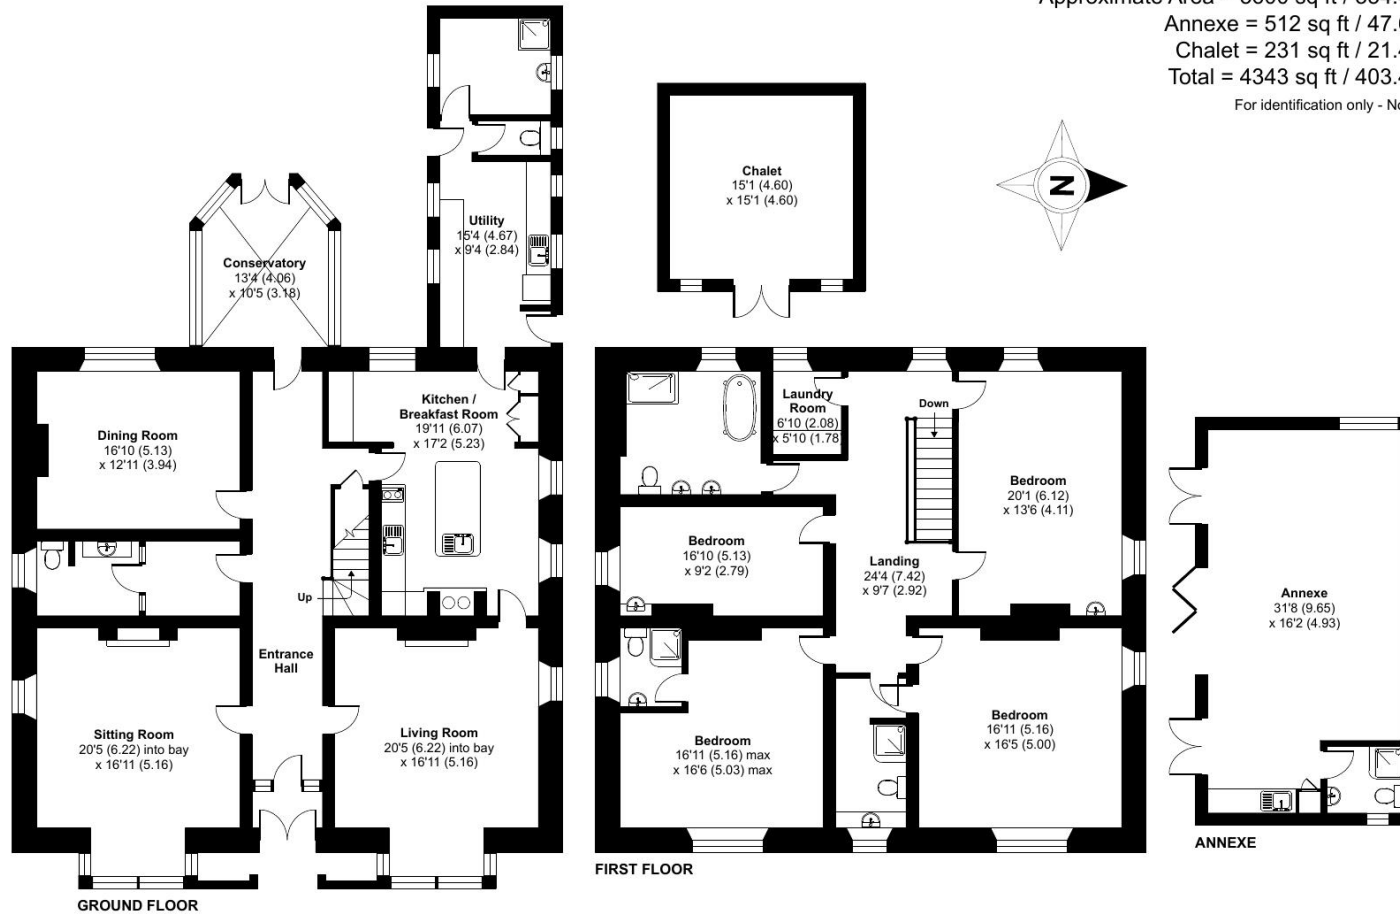 Annexe = 512 sq ft / 47.
Chalet = 231 sq ft / 21.
Total = 4343 sq ft / 403.
For identification only -
N
Chalet
15'1 (4.60)
x 15'1 (4.60)
Utility
15'4 (4.67)
x 9'4 (2.84)
Conservatory
13'4 (4.06)
x 10'5 (3.18)
Kitchen /
Breakfast Room
19'11 (6.07)
x 17'2 (5.23)
Dining Room
16'10 (5.13)
x 12'11 (3.94)
Up
Entrance
Hall
Sitting Room
20'5 (6.22) into bay
x 16'11 (5.16)
Living Room
20'5 (6.22) into bay
x 16'11 (5.16)
GROUND FLOOR
Laundry
Room
6'10 (2.08)
x 5'10 (1.78)
Down
Bedroom
20'1 (6.12)
x 13'6 (4.11)
Bedroom
16'10 (5.13)
x 9'2 (2.79)
Landing
24'4 (7.42)
x 9'7 (2.92)
Bedroom
16'11 (5.16) max
x 16'6 (5.03) max
Bedroom
16'11 (5.16)
x 16'5 (5.00)
FIRST FLOOR
Annexe
31'8 (9.65)
x 16'2 (4.93)
ANNEXE